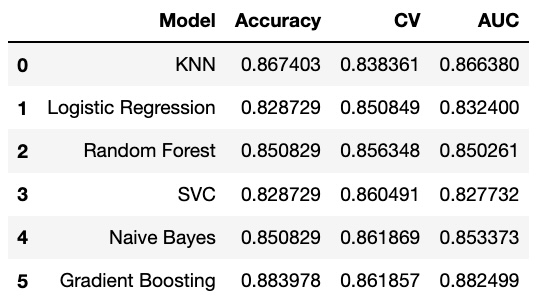 Model Accuracy CV AUC
0 KNN 0.867403 0.838361 0.866380
1 Logistic Regression 0.828729 0.850849 0.832400
2 Random Forest 0.850829 0.856348 0.850261
3 SVC 0.828729 0.860491 0.827732
4 Naive Bayes 0.850829 0.861869 0.853373
5 Gradient Boosting 0.883978 0.861857 0.882499